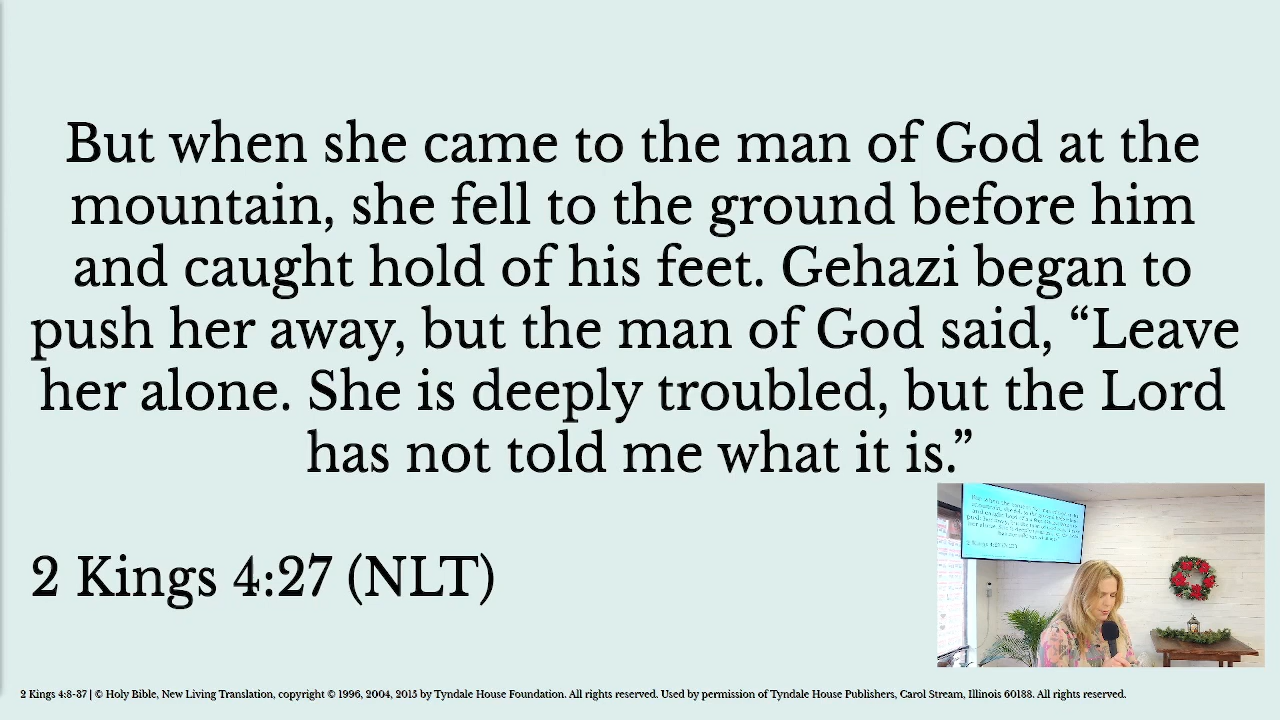 But when she came to the man of God at the
mountain, she fell to the ground before him
and caught hold of his feet. Gehazi began to
push her away, but the man of God said, “Leave
her alone. She is deeply troubled, but the Lord
has not told me what it is.”
2 Kings 4:27 (NLT)
2 Kings 4:8-37 | © Holy Bible, New Living Translation, copyright © 1996, 2004, 2015 by Tyndale House Foundation. All rights reserved. Used by permission of Tyndale House Publishers, Carol Stream, Illinois 60188. All rights reserved.